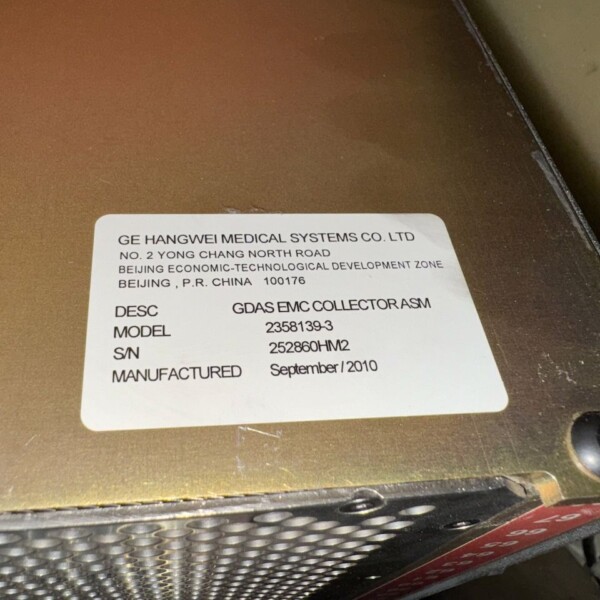 GE HANGWEI MEDICAL SYSTEMS CO. LTD
NO. 2 YONG CHANG NORTH ROAD
BEIJING ECONOMIC-TECHNOLOGICAL DEVELOPMENT ZONE
BEIJING , P.R. CHINA 100176
DESC GDAS EMC COLLECTOR ASM
MODEL 2358139-3
S/N 252860HM2
MANUFACTURED September / 2010